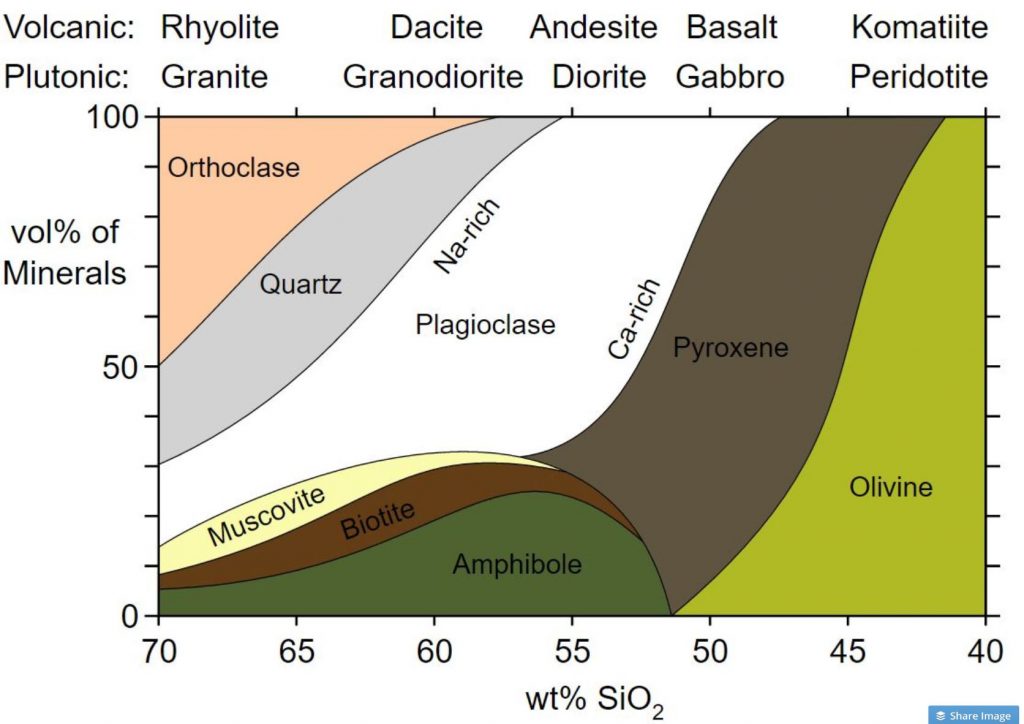 Volcanic: Rhyolite Dacite Andesite Basalt Komatiite
Plutonic: Granite Granodiorite Diorite Gabbro Peridotite
100
Orthoclase
vol% of
Minerals
Na-rich
Quartz
Ca-rich
Plagioclase
Pyroxene
50
Olivine
Muscovite
Biotite
Amphibole
0
70 65 60 55 50 45 40
wt% SiO₂
Share Image